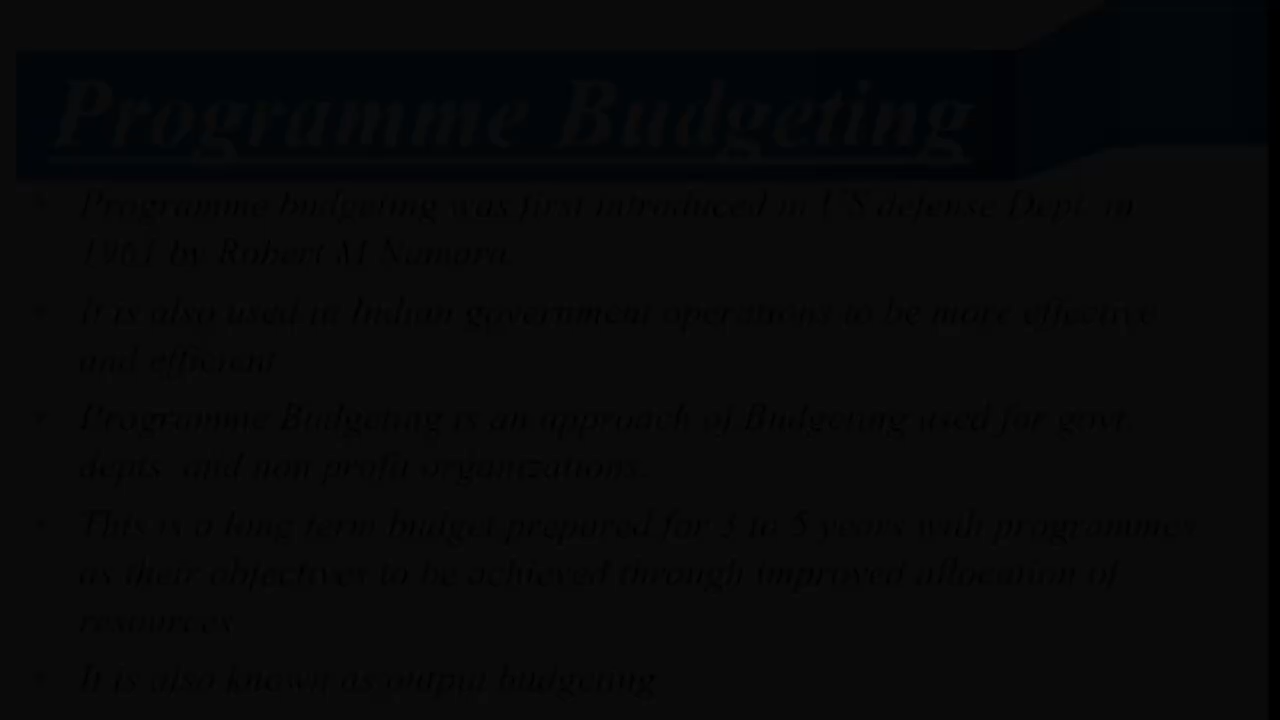 Programme Budgeting
• Programme budgeting was first introduced in U S defense Dept. in
1961 by Robert M Namara.
• It is also used in Indian government operations to be more effective
and efficient
• Programme Budgeting is an approach of Budgeting used for govt.
depts. and non profit organizations.
• This is a long term budget prepared for 3 to 5 years with programmes
as their objectives to be achieved through improved allocation of
resources.
• It is also known as output budgeting